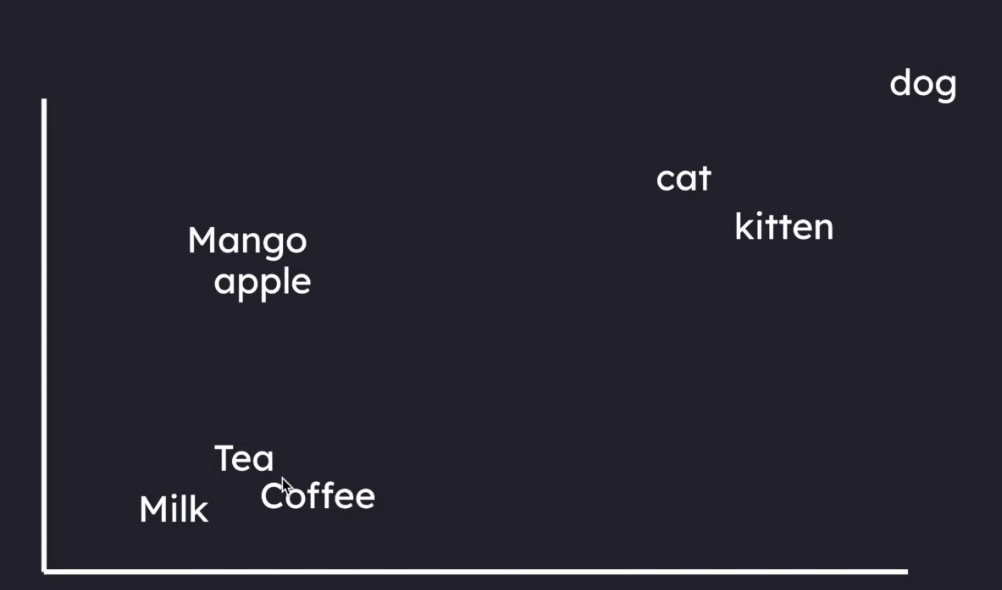 dog
cat
kitten
Mango
apple
Tea
Coffee
Milk